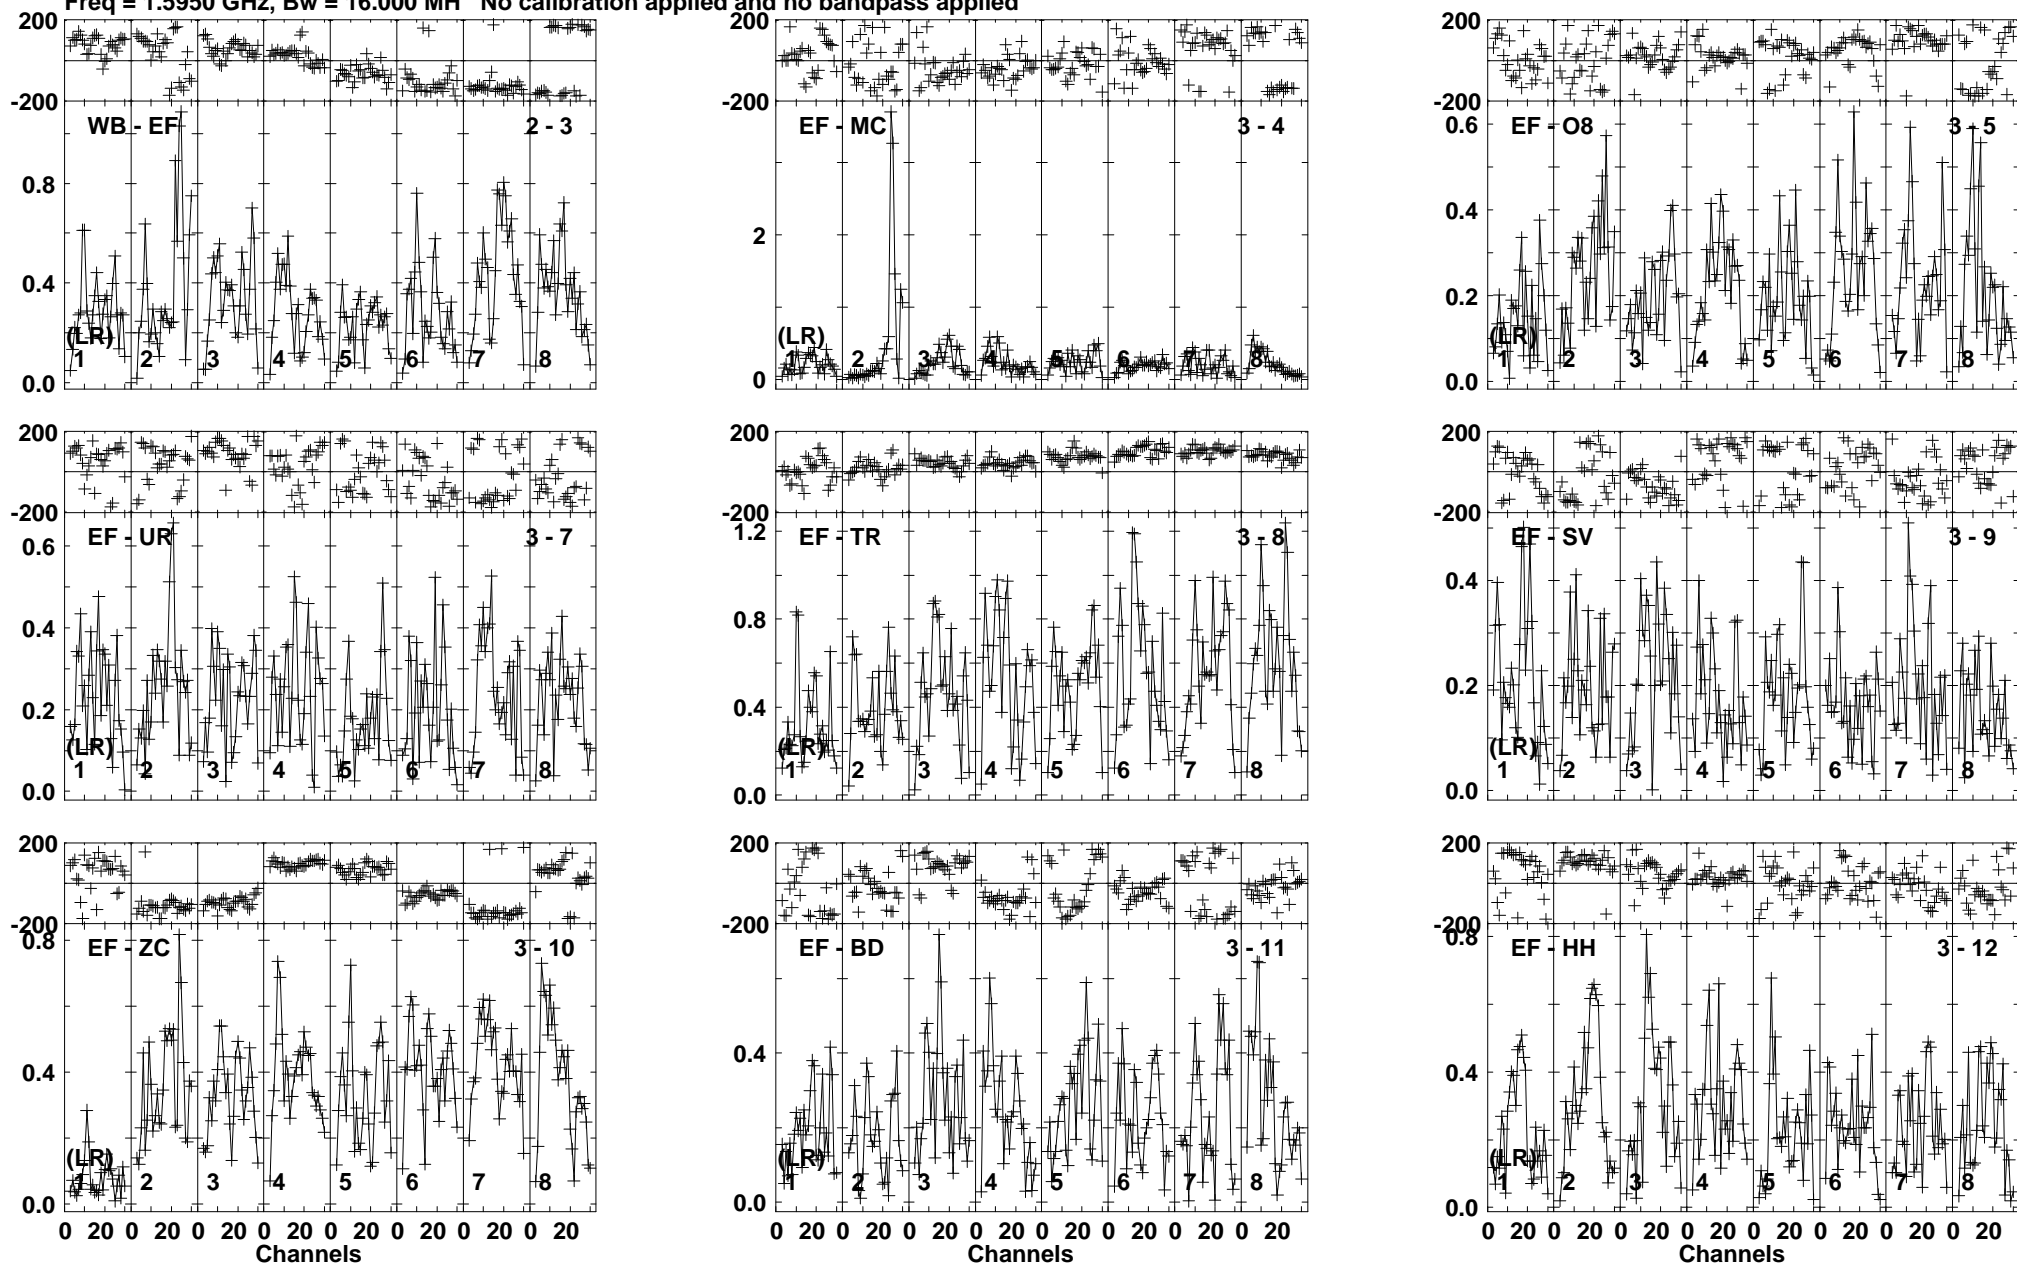 Freq = 1.5950 GHz, Bw = 16.000 MH No calibration applied and no bandpass applied
200 200 200
-200 -200 -200
WB - EF 2 - 3 EF - MC 3 - 4 EF - O8 3 - 5
0.8 0.4 0.0
2 1 0
0.6 0.4 0.2 0.0
(LR) (LR) (LR)
1 2 3 4 5 6 7 8 1 2 3 4 5 6 7 8 1 2 3 4 5 6 7 8
200 200 200
-200 -200 -200
EF - UR 3 - 7 EF - TR 3 - 8 EF - SV 3 - 9
0.6 0.4 0.2 0.0
1.2 0.8 0.4 0.0
0.4 0.2 0.0
(LR) (LR) (LR)
1 2 3 4 5 6 7 8 1 2 3 4 5 6 7 8 1 2 3 4 5 6 7 8
200 200 200
-200 -200 -200
EF - ZC 3 - 10 EF - BD 3 - 11 EF - HH 3 - 12
0.8 0.4 0.0
0.4 0.0
0.8 0.4 0.0
(LR) (LR) (LR)
1 2 3 4 5 6 7 8 1 2 3 4 5 6 7 8 1 2 3 4 5 6 7 8
0 20 0 20 0 20 0 20 0 20 0 20 0 20 0 20 0 20 0 20 0 20 0 20 0 20 0 20 0 20 0 20 0 20 0 20 0 20 0 20 0 20 0 20 0 20 0 20
Channels Channels Channels